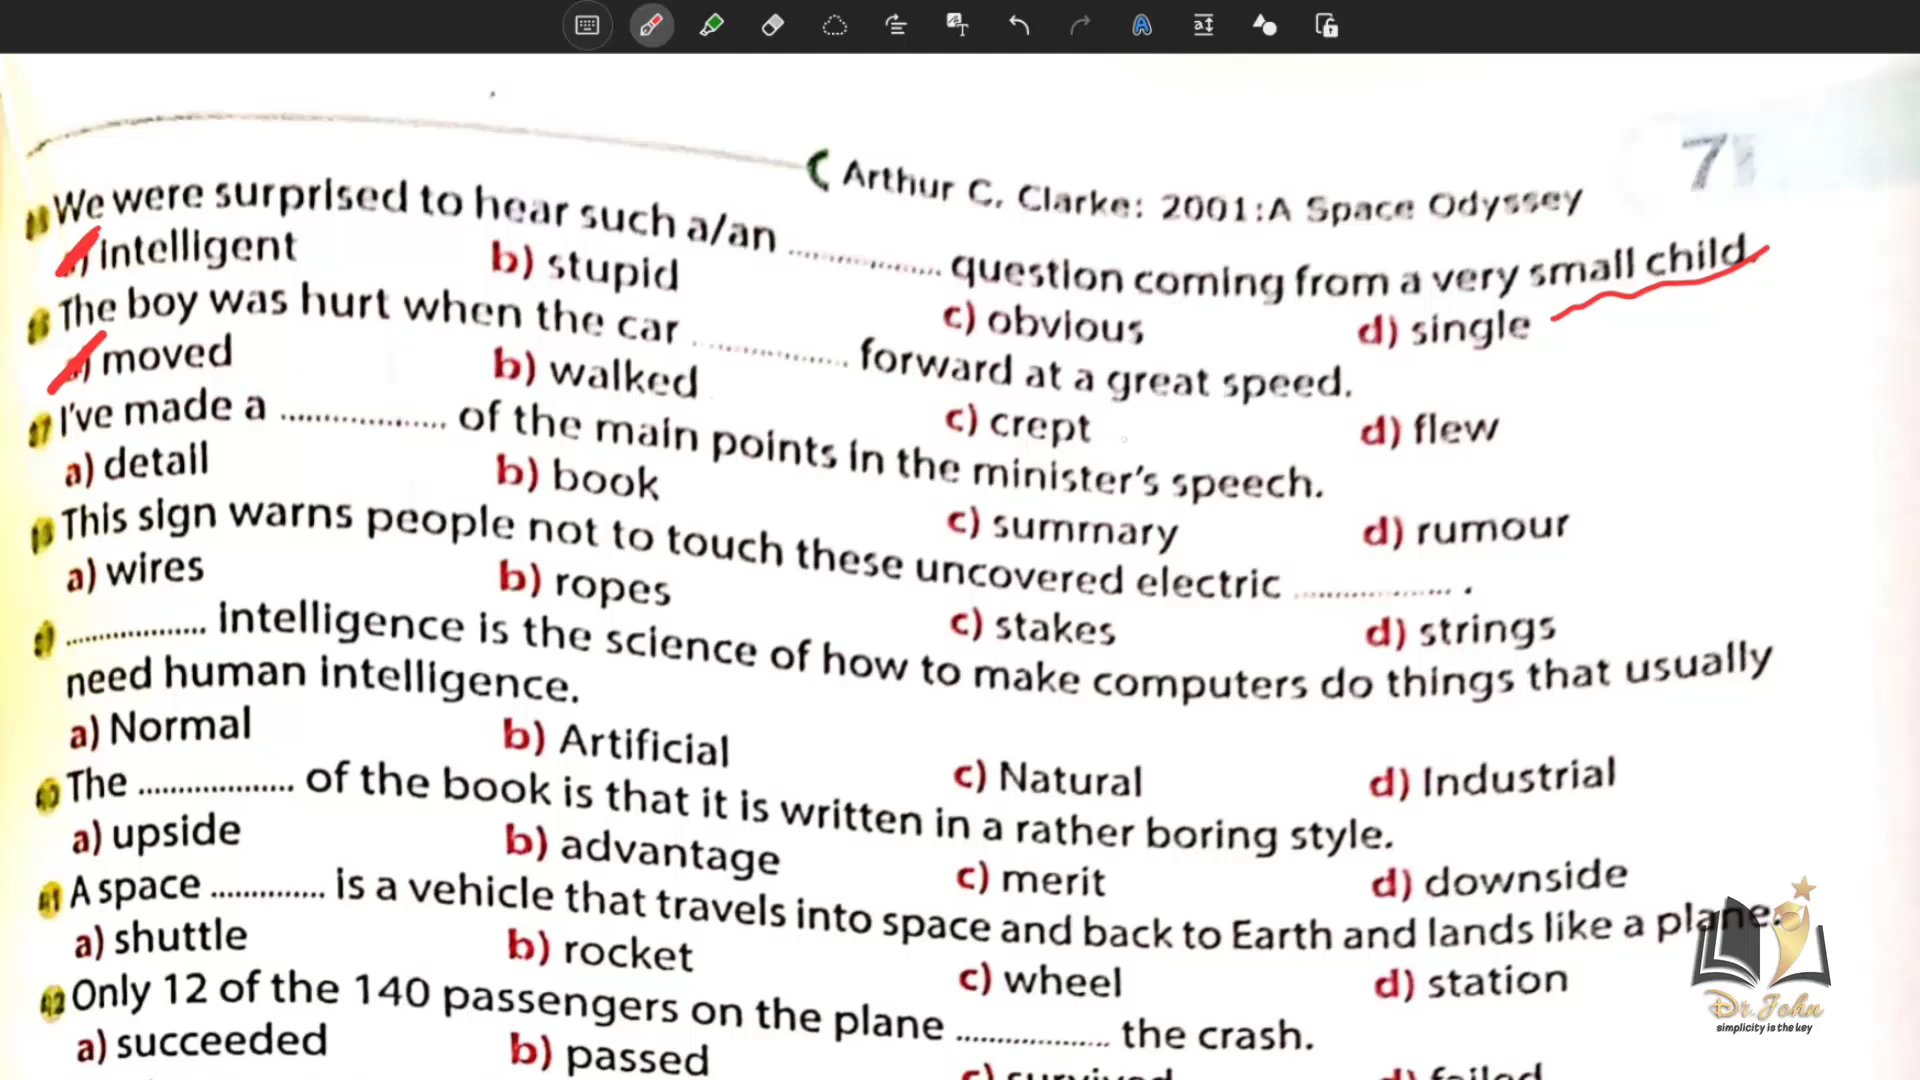 Arthur C. Clarke: 2001:A Space Odyssey
We were surprised to hear such a/an ................ question coming from a very small child.
intelligent b) stupid c) obvious d) single
The boy was hurt when the car ................ forward at a great speed.
moved b) walked c) crept d) flew
37 I've made a ................ of the main points in the minister's speech.
a) detail b) book c) summary d) rumour
This sign warns people not to touch these uncovered electric ................ .
a) wires b) ropes c) stakes d) strings
................ intelligence is the science of how to make computers do things that usually
need human intelligence.
a) Normal b) Artificial c) Natural d) Industrial
The ................ of the book is that it is written in a rather boring style.
a) upside b) advantage c) merit d) downside
41 A space ............. is a vehicle that travels into space and back to Earth and lands like a plane.
a) shuttle b) rocket c) wheel d) station
42 Only 12 of the 140 passengers on the plane ................ the crash.
a) succeeded b) passed c) survived d) failed
Dr. John
simplicity is the key